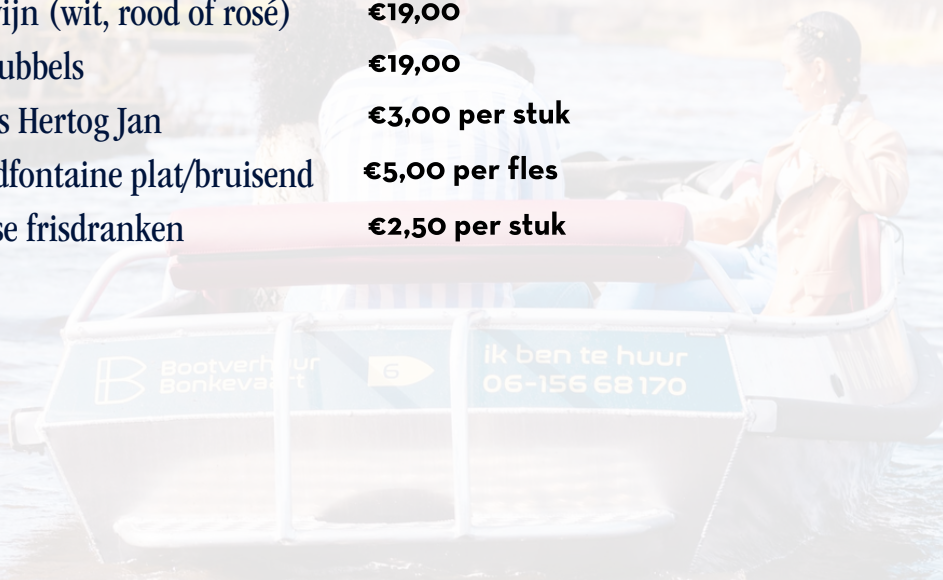 ijn (wit, rood of rosé) €19,00
ubbels €19,00
s Hertog Jan €3,00 per stuk
dfontaine plat/bruisend €5,00 per fles
se frisdranken €2,50 per stuk
Bootverhuur 6 ik ben te huur
Bonkevaart 06-156 68 170